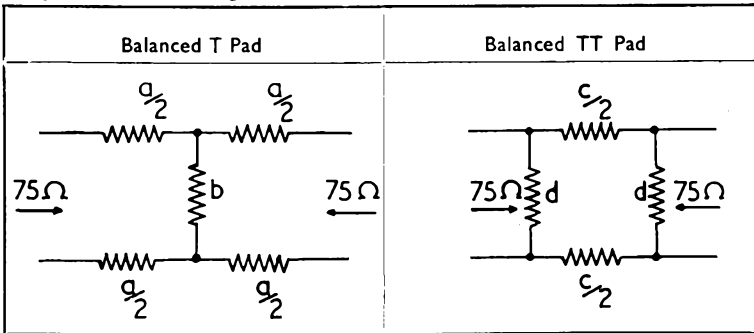 Balanced T Pad
Balanced TT Pad
a/2 a/2
75Ω b 75Ω
a/2 a/2
c/2
75Ω d d 75Ω
c/2